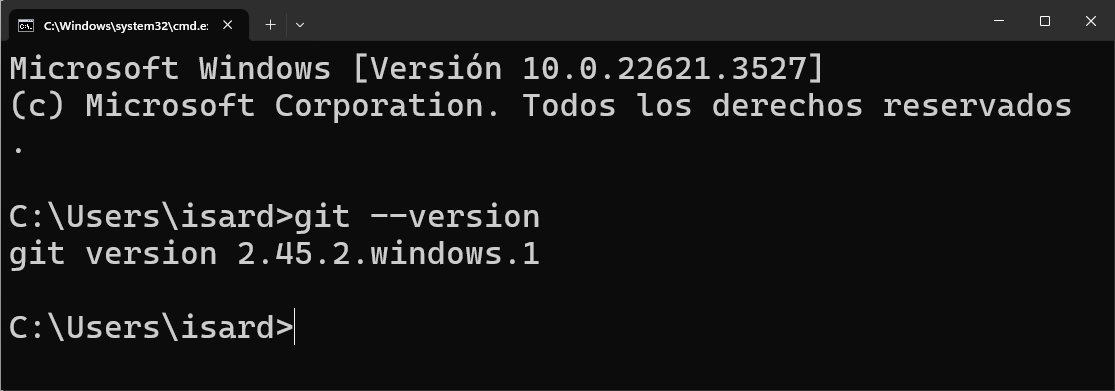 C:\Windows\system32\cmd.e
Microsoft Windows [Versión 10.0.22621.3527]
(c) Microsoft Corporation. Todos los derechos reservados
.
C:\Users\isard>git --version
git version 2.45.2.windows.1
C:\Users\isard>